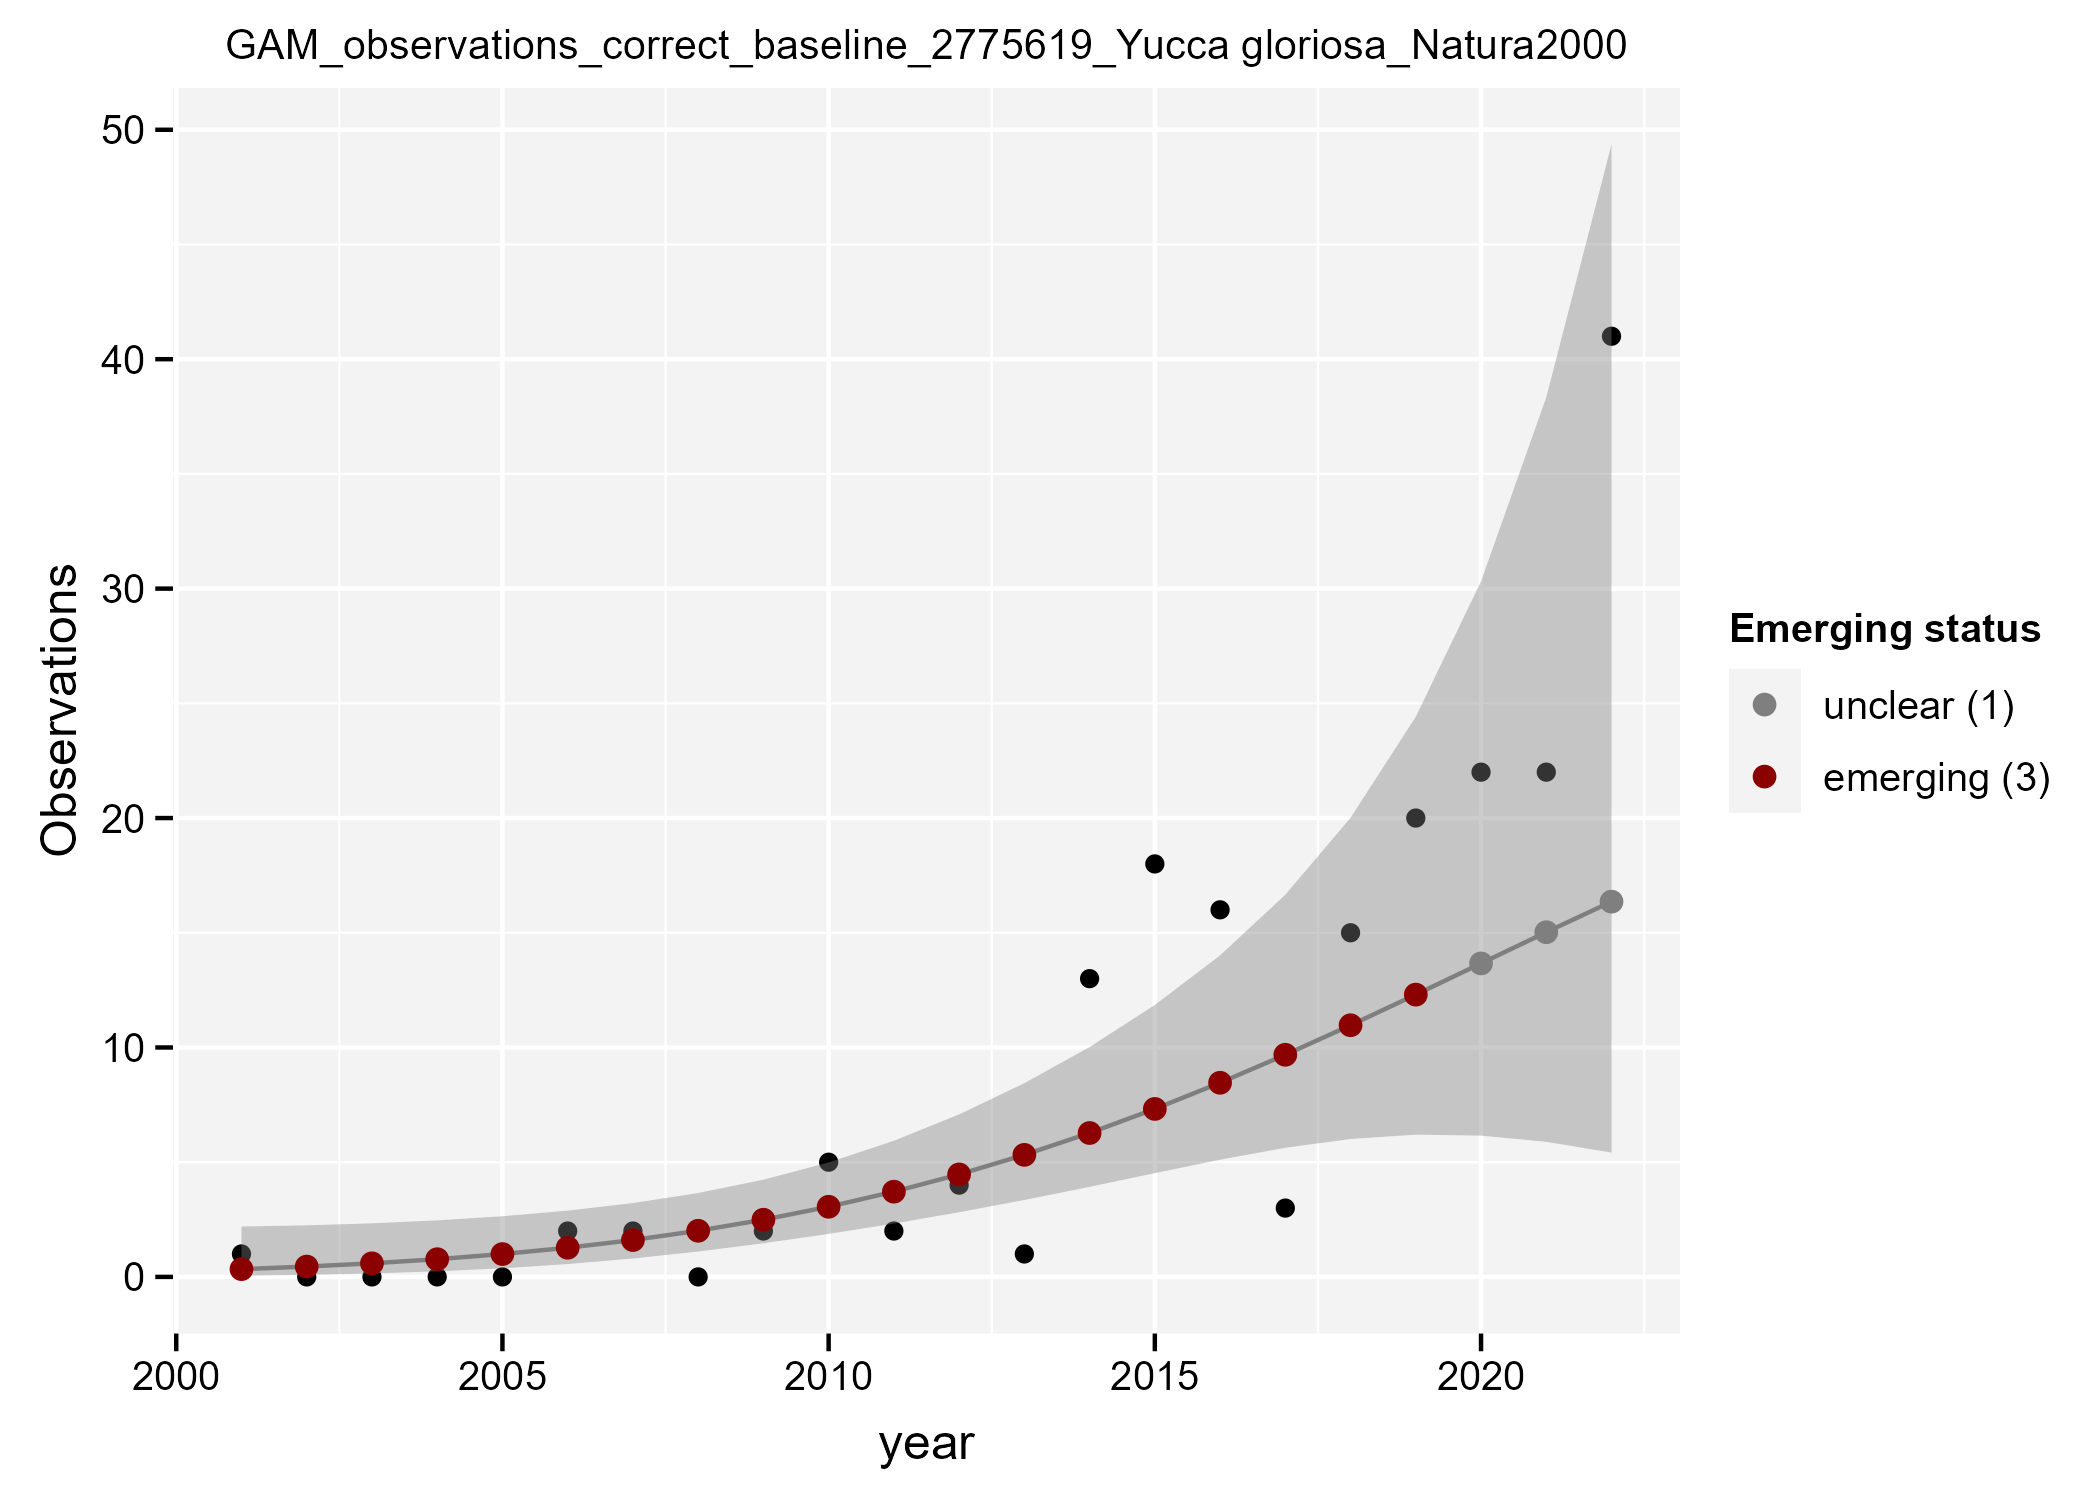 GAM_observations_correct_baseline_2775619_Yucca gloriosa_Natura2000
50
40
30
20
10
0
Observations
2000 2005 2010 2015 2020
year
Emerging status
unclear (1)
emerging (3)